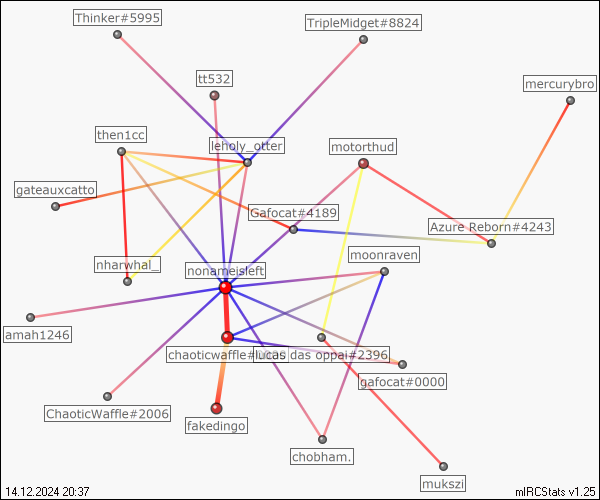 Thinker#5995
TripleMidget#8824
tt532
mercurybro
then1cc
leholy_otter
motorthud
gateauxcatto
Gafocat#4189
Azure Reborn#4243
nharwhal_
nonameisleft
moonraven
amah1246
chaoticwaffle#
lucas das oppai#2396
gafocat#0000
ChaoticWaffle#2006
fakedingo
chobham.
mukszi
14.12.2024 20:37
mIRCStats v1.25